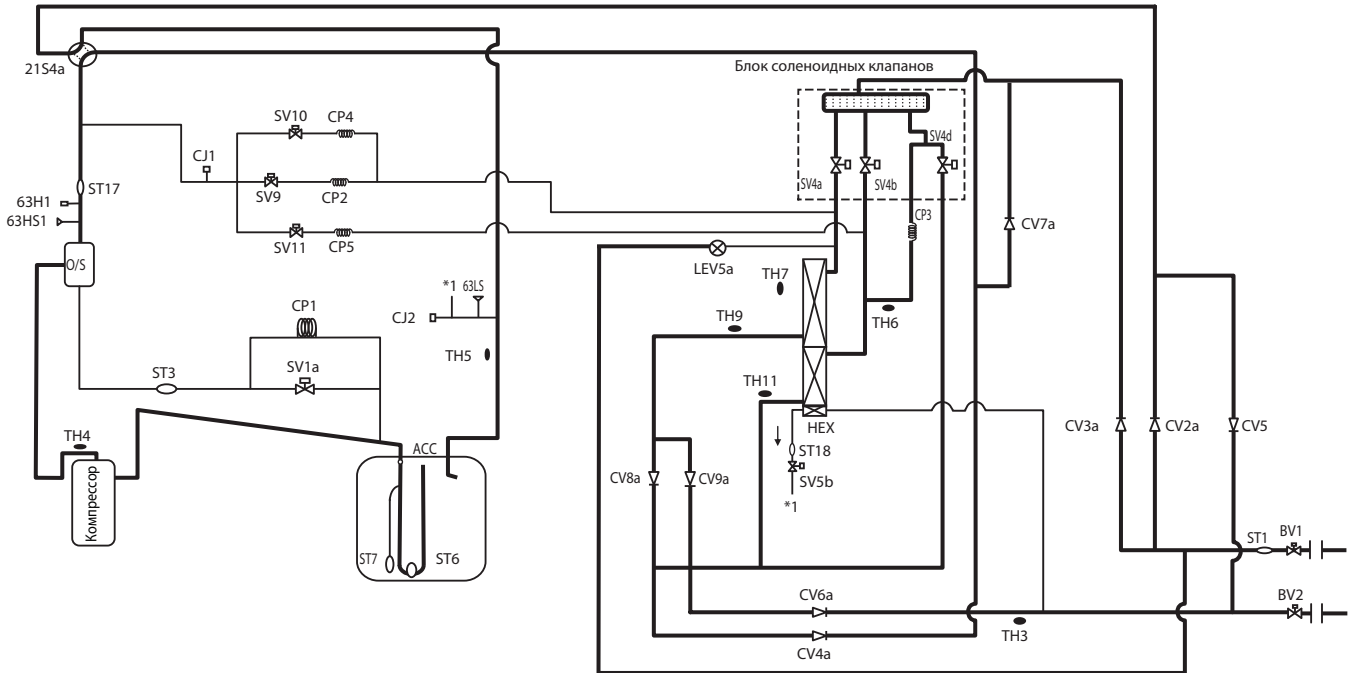 21S4a
Блок соленоидных клапанов
SV10
CP4
CJ1
SV4d
ST17
SV9
CP2
SV4a
SV4b
63H1
63HS1
CP3
CV7a
SV11
CP5
O/S
LEV5a
TH7
*1
63LS
CP1
CJ2
TH9
TH6
TH5
SV1a
ST3
TH11
HEX
CV3a
CV2a
CV5
TH4
ACC
ST18
CV8a
CV9a
SV5b
*1
Компрессор
ST7
ST6
ST1
BV1
CV6a
BV2
TH3
CV4a